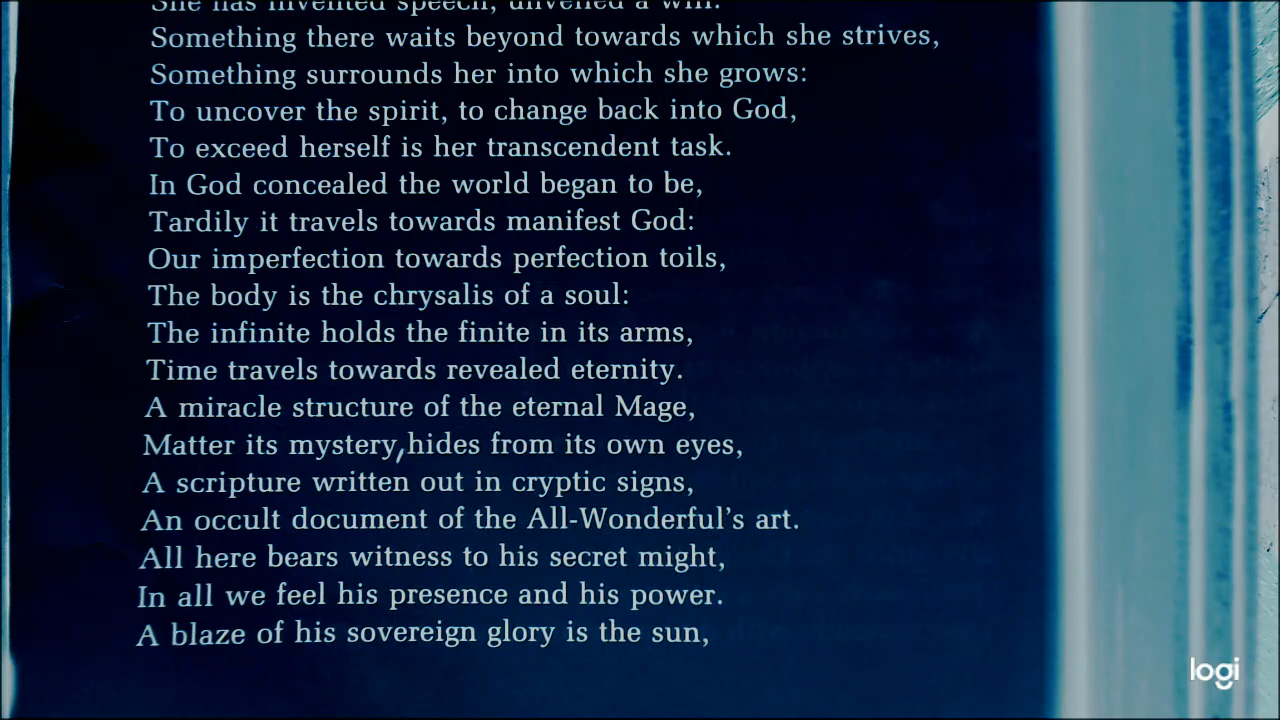 She has invented speech, unveiled a will.
Something there waits beyond towards which she strives,
Something surrounds her into which she grows:
To uncover the spirit, to change back into God,
To exceed herself is her transcendent task.
In God concealed the world began to be,
Tardily it travels towards manifest God:
Our imperfection towards perfection toils,
The body is the chrysalis of a soul:
The infinite holds the finite in its arms,
Time travels towards revealed eternity.
A miracle structure of the eternal Mage,
Matter its mystery, hides from its own eyes,
A scripture written out in cryptic signs,
An occult document of the All-Wonderful's art.
All here bears witness to his secret might,
In all we feel his presence and his power.
A blaze of his sovereign glory is the sun,
logi